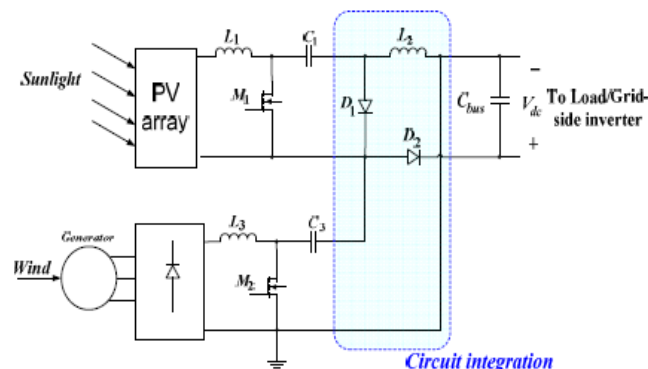 L1
C1
L2
Sunlight
PV
array
M1
D1
D2
Cbus
−
Vdc
+
To Load/Grid-
side inverter
L3
C3
Generator
Wind
M2
Circuit integration